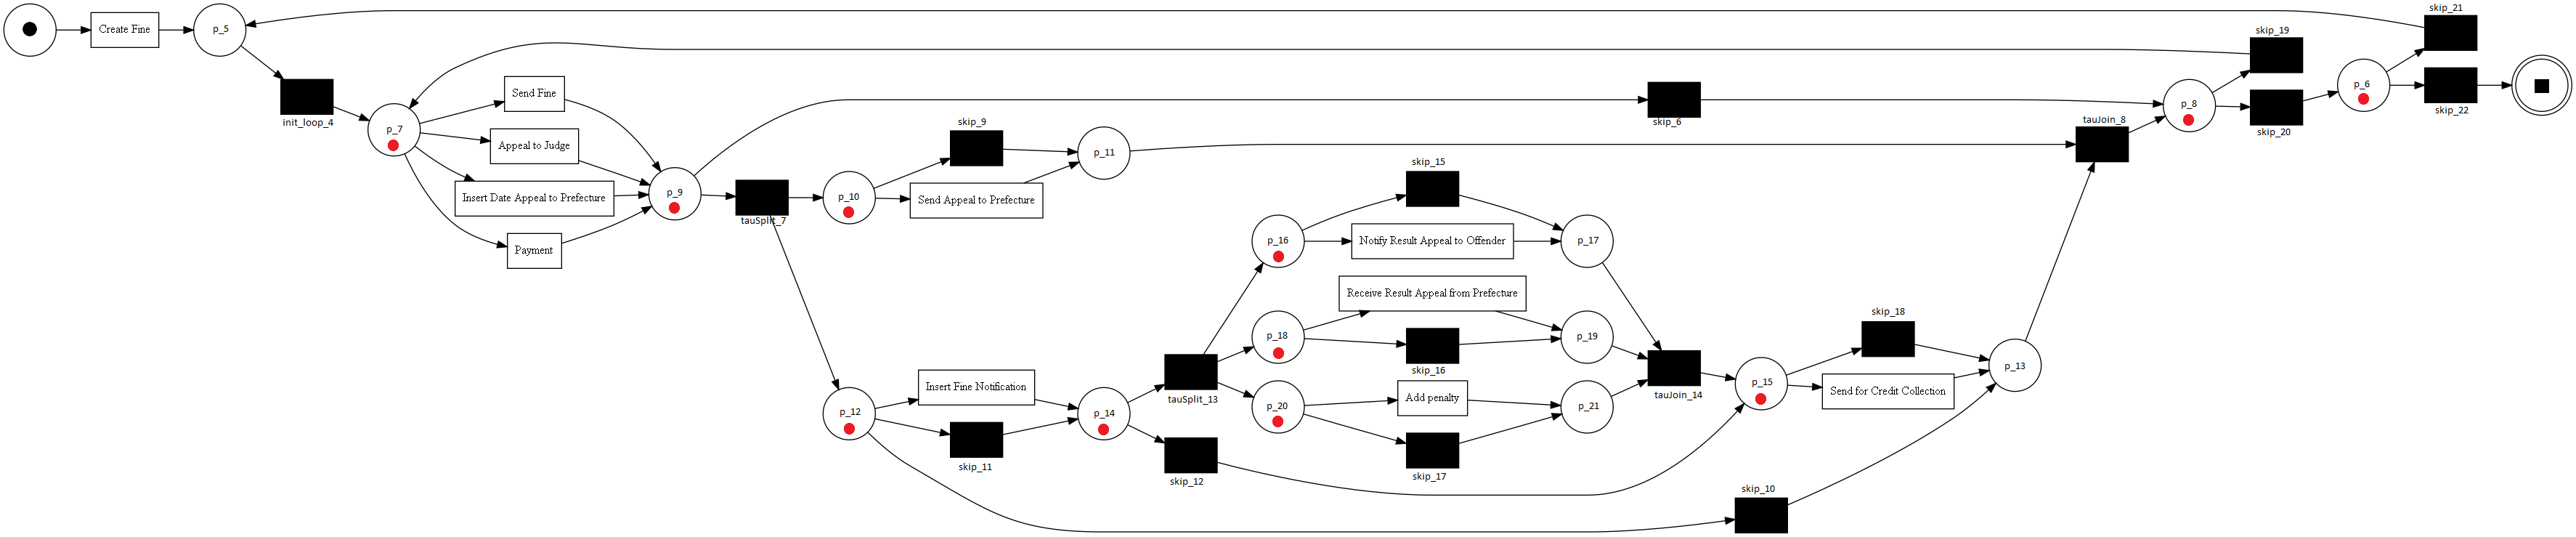 Create Fine
p_5
init_loop_4
p_7
Send Fine
Appeal to Judge
Insert Date Appeal to Prefecture
Payment
p_9
tauSplit_7
p_10
skip_9
Send Appeal to Prefecture
p_11
skip_6
tauJoin_8
p_8
skip_19
skip_20
p_6
skip_21
skip_22
p_12
Insert Fine Notification
skip_11
p_14
tauSplit_13
skip_12
p_16
skip_15
Notify Result Appeal to Offender
p_17
p_18
Receive Result Appeal from Prefecture
skip_16
p_19
p_20
Add penalty
skip_17
p_21
tauJoin_14
p_15
skip_18
Send for Credit Collection
p_13
skip_10